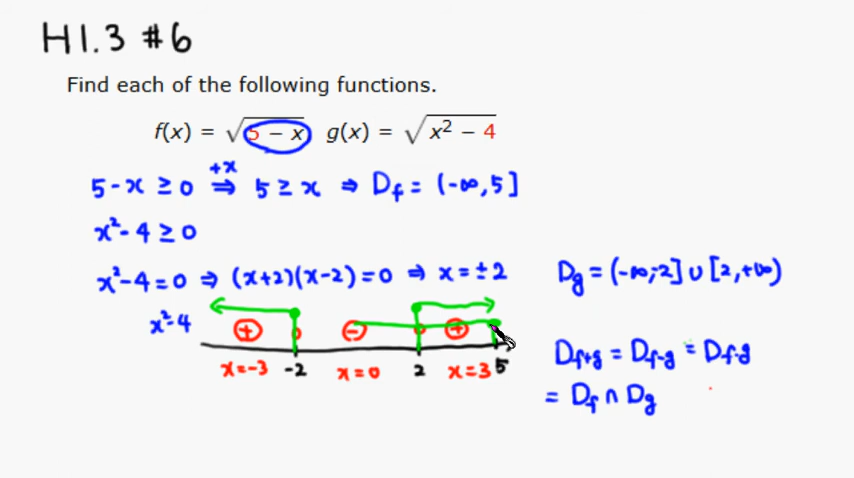 H1.3 #6
Find each of the following functions.
f(x) = √(5 − x) g(x) = √(x² − 4)
5-x ≥ 0 +x ⇒ 5 ≥ x ⇒ D_f = (-∞, 5]
x²-4 ≥ 0
x²-4=0 ⇒ (x+2)(x-2)=0 ⇒ x=±2
D_g = (-∞,-2] ∪ [2,+∞)
x²-4 + 0 − 0 +
x=-3 -2 x=0 2 x=3 5
D_f+g = D_f-g = D_f·g
= D_f ∩ D_g